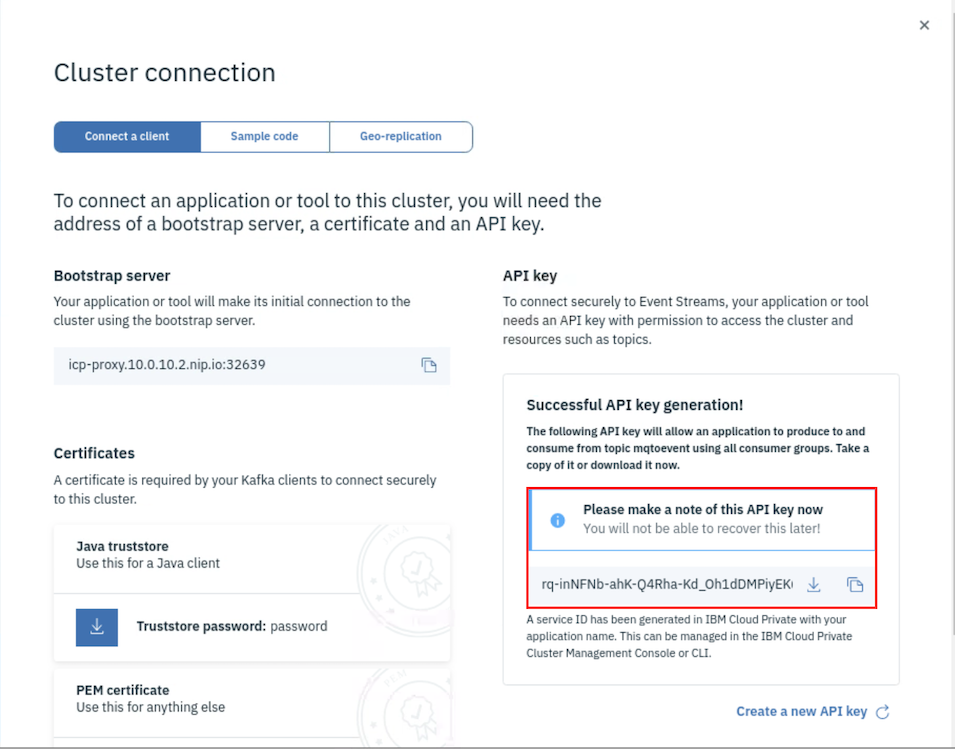 Cluster connection
Connect a client
Sample code
Geo-replication
To connect an application or tool to this cluster, you will need the
address of a bootstrap server, a certificate and an API key.
Bootstrap server
Your application or tool will make its initial connection to the
cluster using the bootstrap server.
icp-proxy.10.0.10.2.nip.io:32639
Certificates
A certificate is required by your Kafka clients to connect securely
to this cluster.
Java truststore
Use this for a Java client
Truststore password: password
PEM certificate
Use this for anything else
API key
To connect securely to Event Streams, your application or tool
needs an API key with permission to access the cluster and
resources such as topics.
Successful API key generation!
The following API key will allow an application to produce to and
consume from topic mqtoevent using all consumer groups. Take a
copy of it or download it now.
Please make a note of this API key now
You will not be able to recover this later!
rq-inNFNb-ahK-Q4Rha-Kd_Oh1dDMPiyEK
A service ID has been generated in IBM Cloud Private with your
application name. This can be managed in the IBM Cloud Private
Cluster Management Console or CLI.
Create a new API key